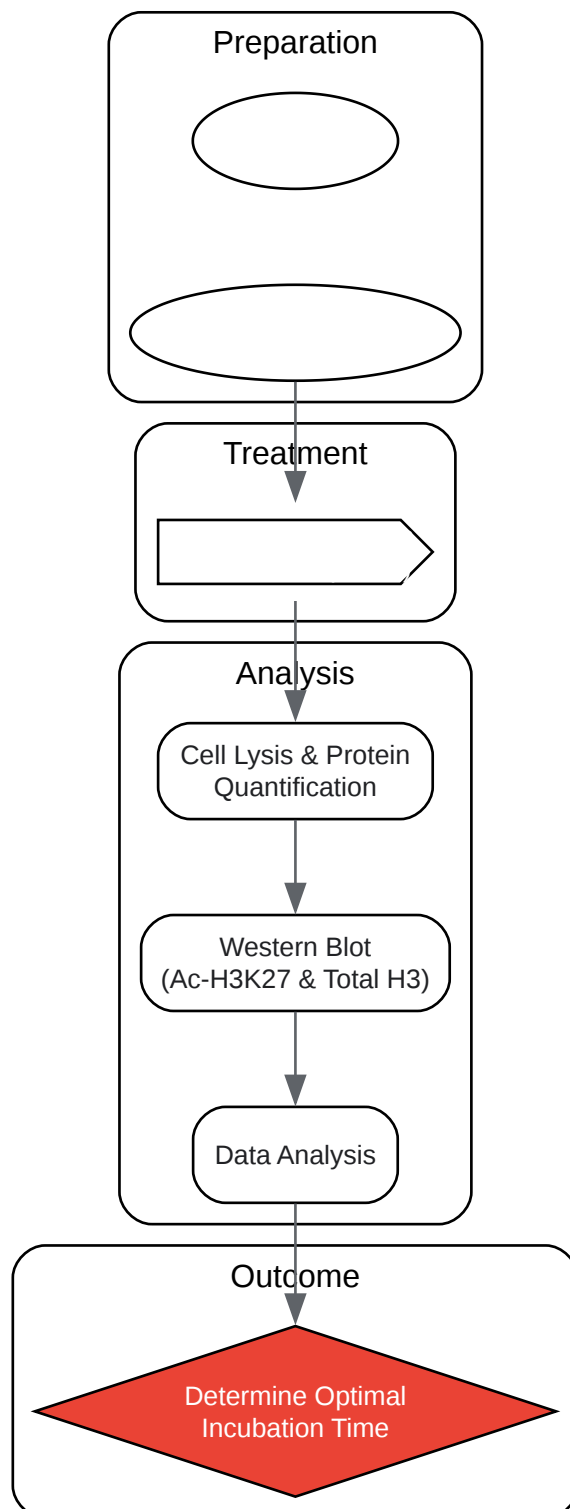 Preparation
Treatment
Analysis
Cell Lysis & Protein
Quantification
Western Blot
(Ac-H3K27 & Total H3)
Data Analysis
Outcome
Determine Optimal
Incubation Time